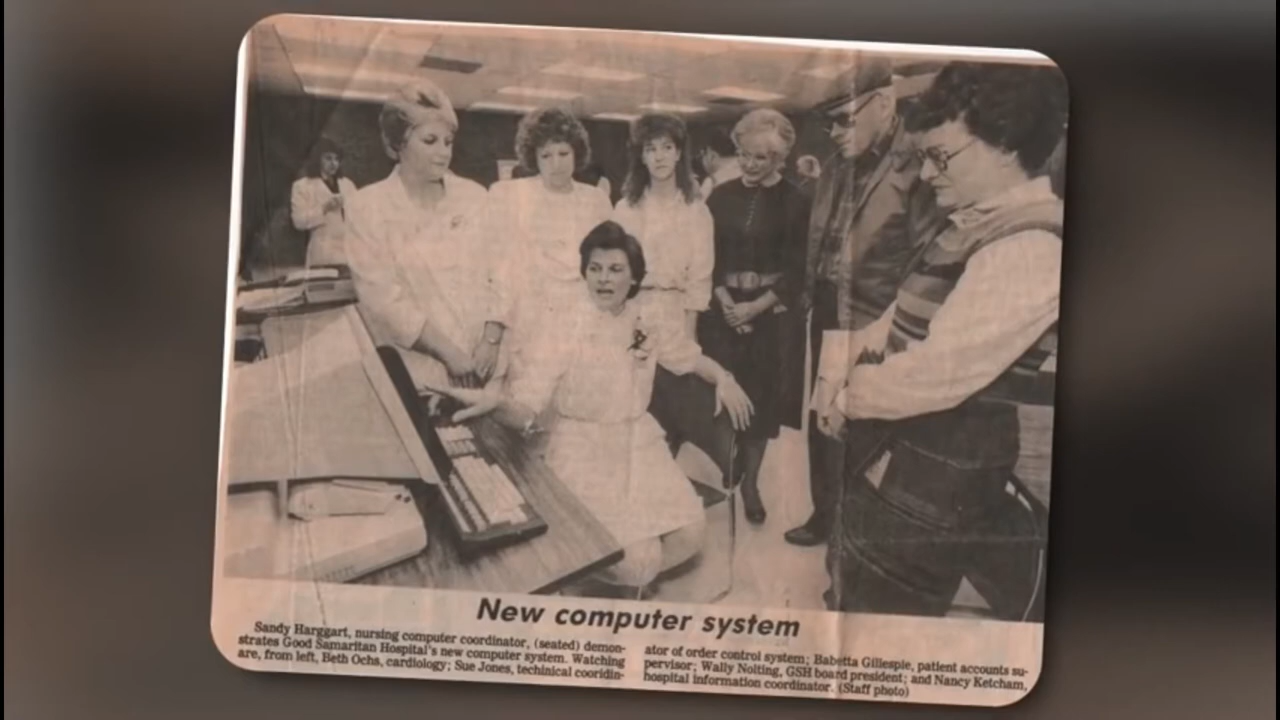 New computer system
Sandy Harggart, nursing computer coordinator, (seated) demon-
strates Good Samaritan Hospital's new computer system. Watching
are, from left, Beth Ochs, cardiology; Sue Jones, techinical cooridin-
ator of order control system; Babetta Gillespie, patient accounts su-
pervisor; Wally Nolting, GSH board president; and Nancy Ketcham,
hospital information coordinator. (Staff photo)